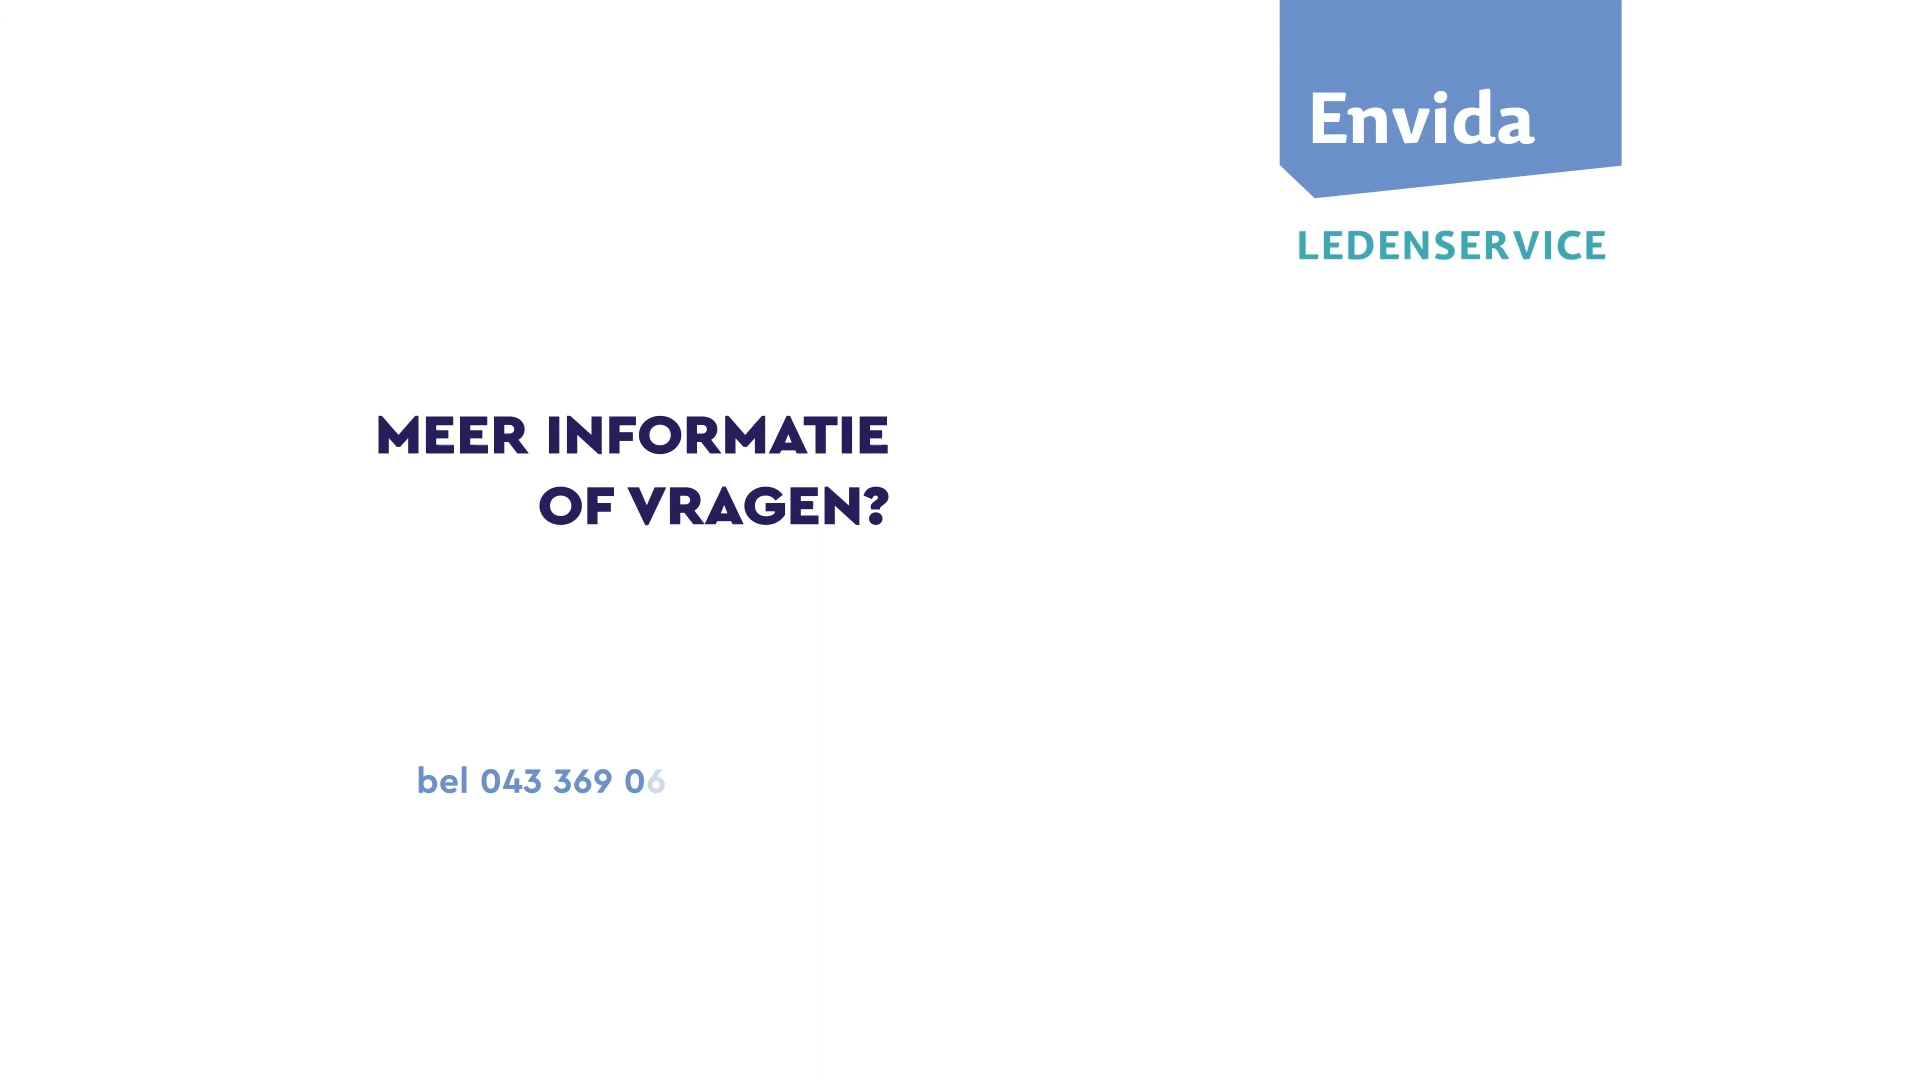 Envida
LEDENSERVICE
MEER INFORMATIE
OF VRAGEN?
bel 043 369 06